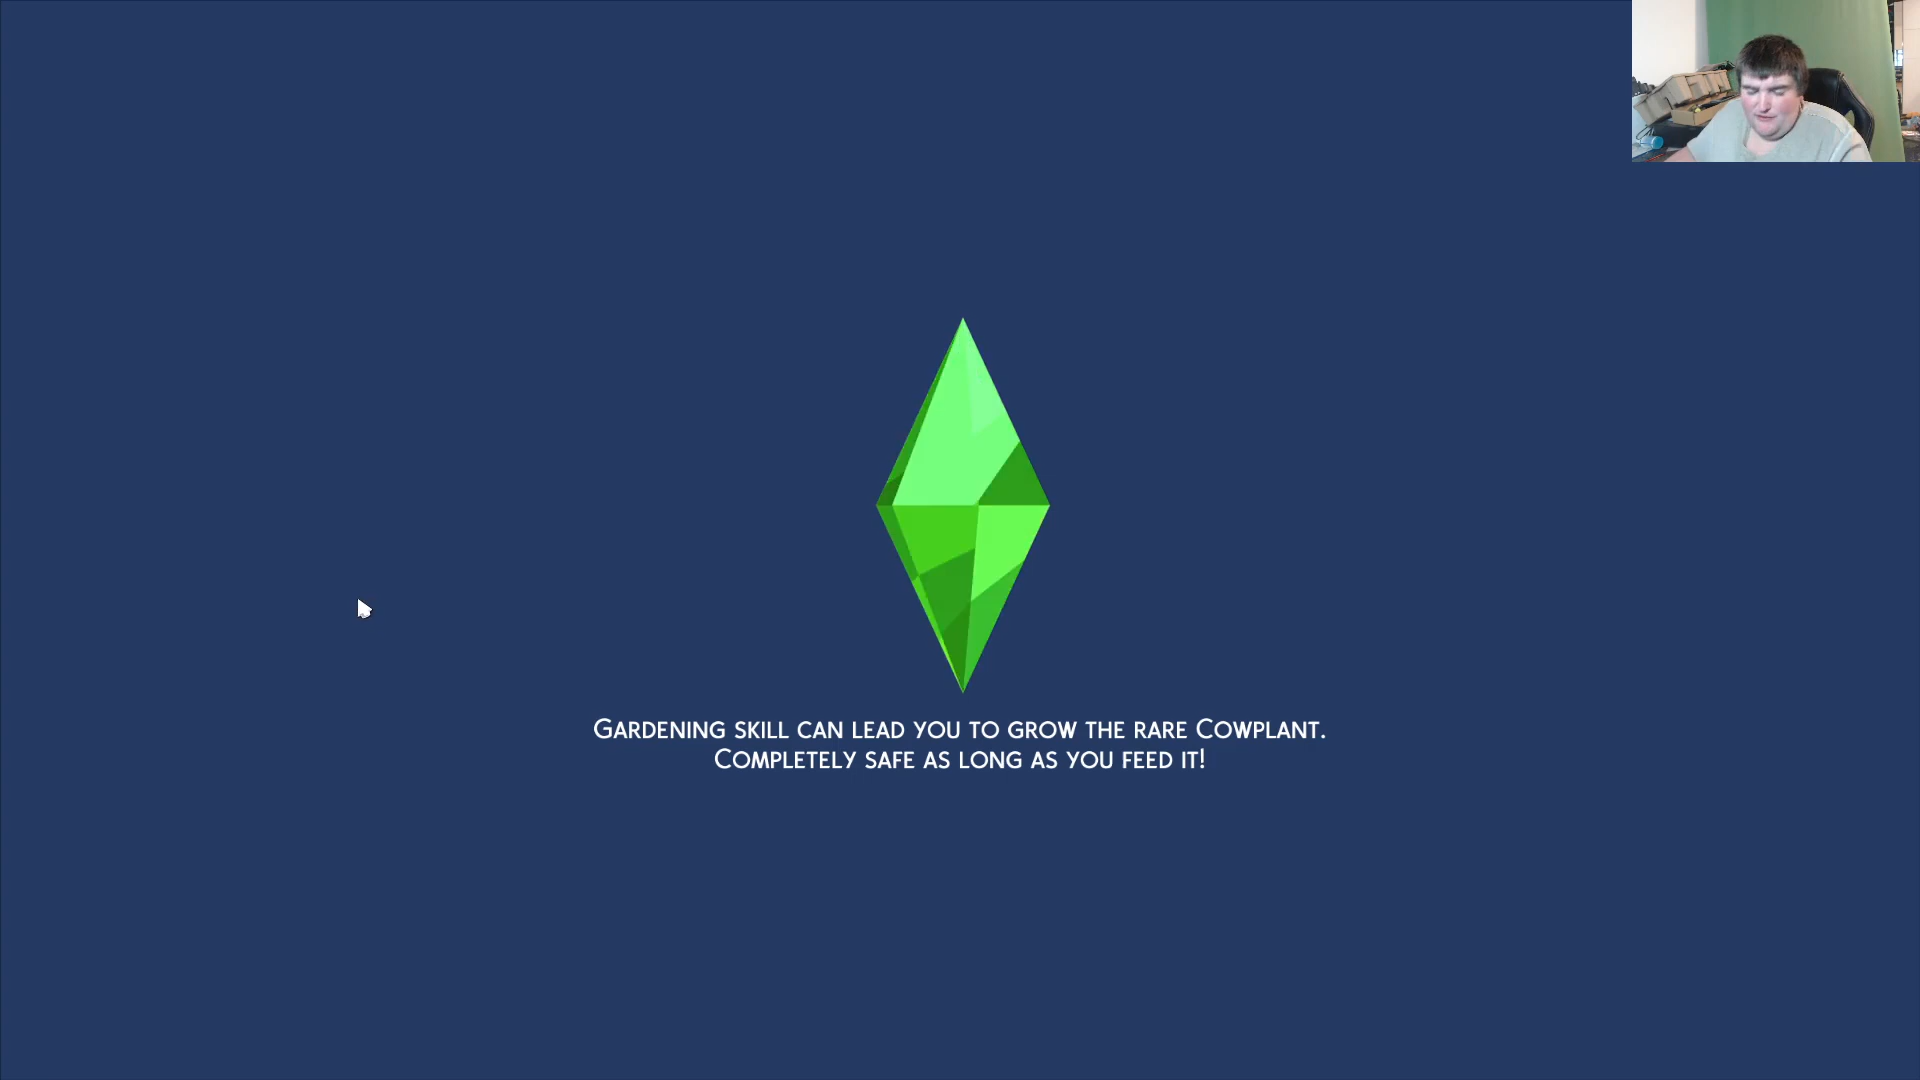 Gardening skill can lead you to grow the rare Cowplant.
Completely safe as long as you feed it!